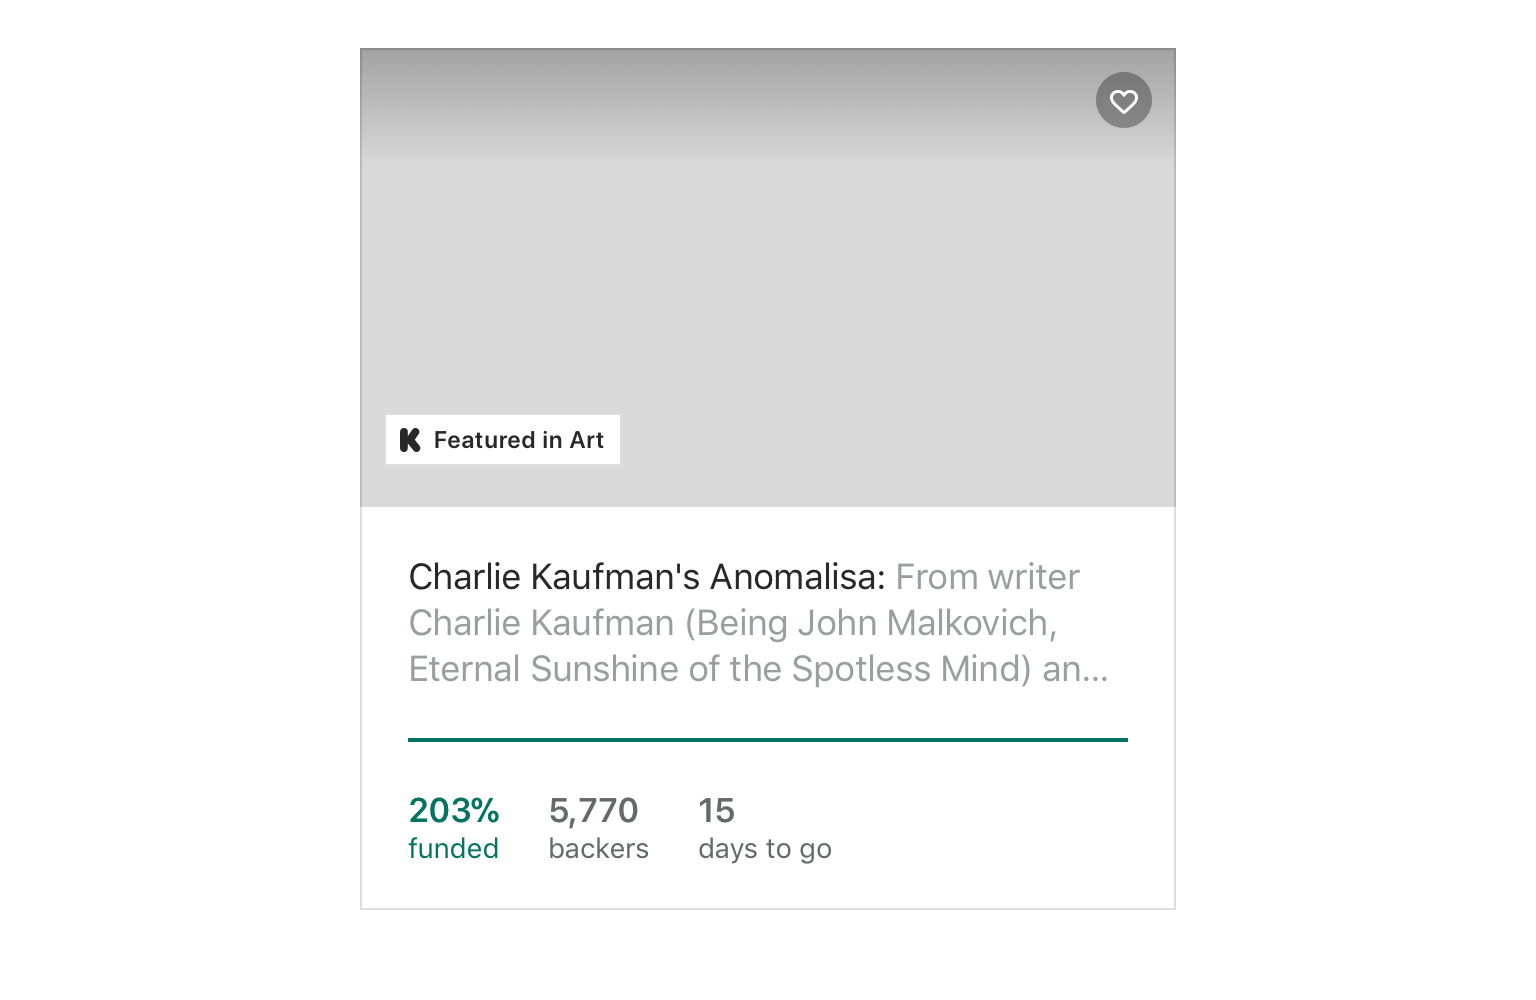 Featured in Art
Charlie Kaufman's Anomalisa: From writer
Charlie Kaufman (Being John Malkovich,
Eternal Sunshine of the Spotless Mind) an...
203% 5,770 15
funded backers days to go